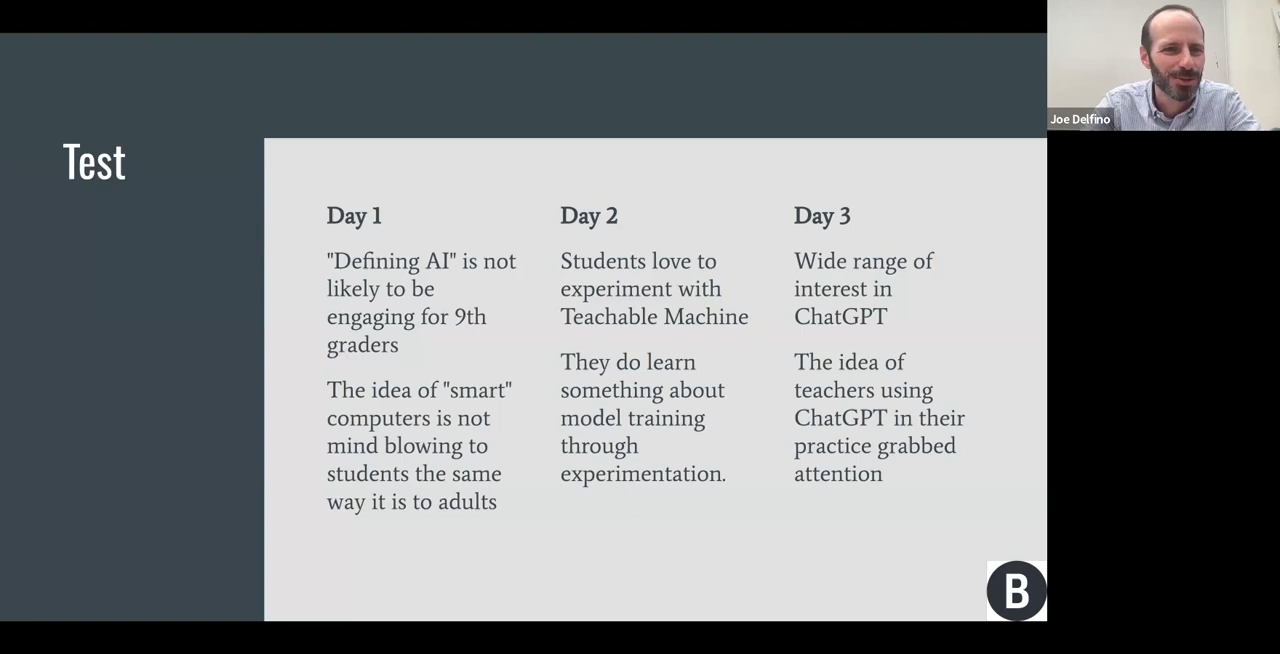 Test
Day 1
"Defining AI" is not
likely to be
engaging for 9th
graders
The idea of "smart"
computers is not
mind blowing to
students the same
way it is to adults
Day 2
Students love to
experiment with
Teachable Machine
They do learn
something about
model training
through
experimentation.
Day 3
Wide range of
interest in
ChatGPT
The idea of
teachers using
ChatGPT in their
practice grabbed
attention
B
Joe Delfino